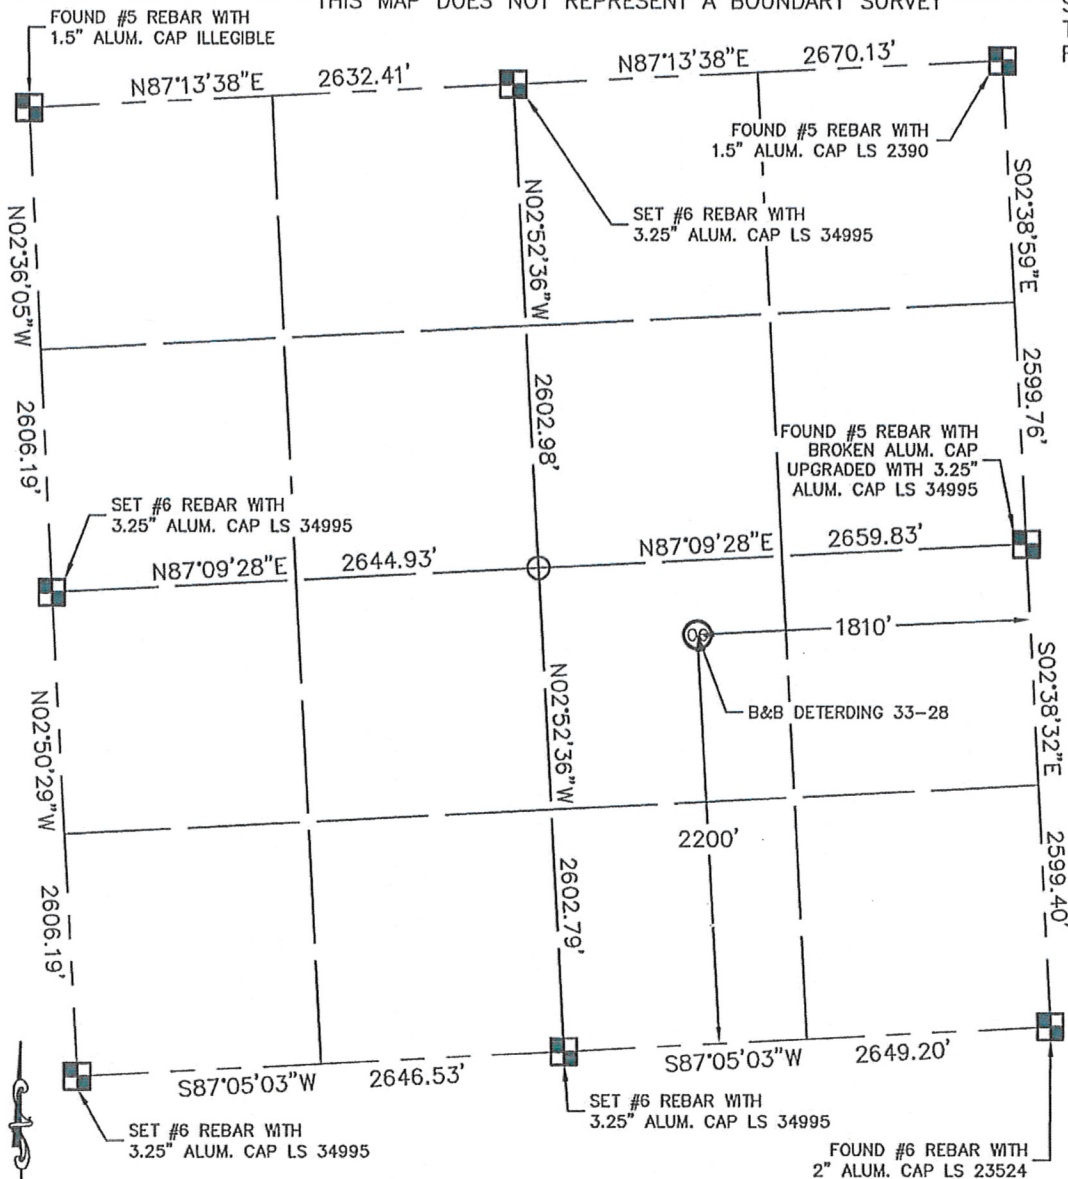 THIS MAP DOES NOT REPRESENT A BOUNDARY SURVEY
FOUND #5 REBAR WITH
1.5" ALUM. CAP ILLEGIBLE
N87°13'38"E
2632.41'
N87°13'38"E
2670.13'
FOUND #5 REBAR WITH
1.5" ALUM. CAP LS 2390
SET #6 REBAR WITH
3.25" ALUM. CAP LS 34995
N02°36'05"W
2606.19'
N02°52'36"W
2602.98'
S02°38'59"E
2599.76'
FOUND #5 REBAR WITH
BROKEN ALUM. CAP
UPGRADED WITH 3.25"
ALUM. CAP LS 34995
SET #6 REBAR WITH
3.25" ALUM. CAP LS 34995
N87°09'28"E
2644.93'
N87°09'28"E
2659.83'
1810'
B&B DETERDING 33-28
N02°50'29"W
2606.19'
N02°52'36"W
2602.79'
2200'
S02°38'32"E
2599.40'
S87°05'03"W
2646.53'
S87°05'03"W
2649.20'
SET #6 REBAR WITH
3.25" ALUM. CAP LS 34995
SET #6 REBAR WITH
3.25" ALUM. CAP LS 34995
FOUND #6 REBAR WITH
2" ALUM. CAP LS 23524